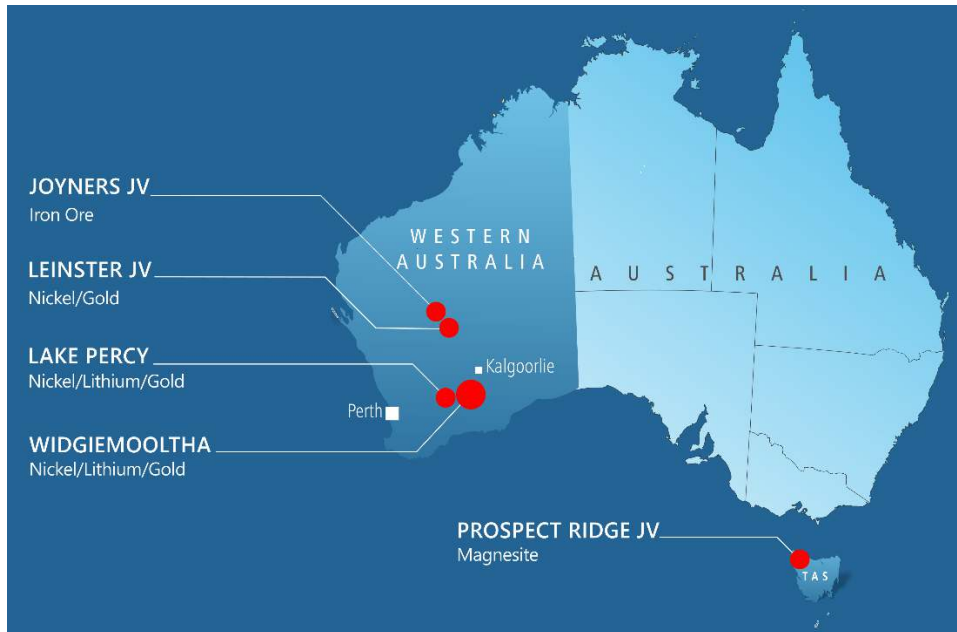 JOYNERS JV
Iron Ore
LEINSTER JV
Nickel/Gold
LAKE PERCY
Nickel/Lithium/Gold
WIDGIEMOOLTHA
Nickel/Lithium/Gold
WESTERN
AUSTRALIA
AUSTRALIA
Kalgoorlie
Perth
PROSPECT RIDGE JV
Magnesite
TAS